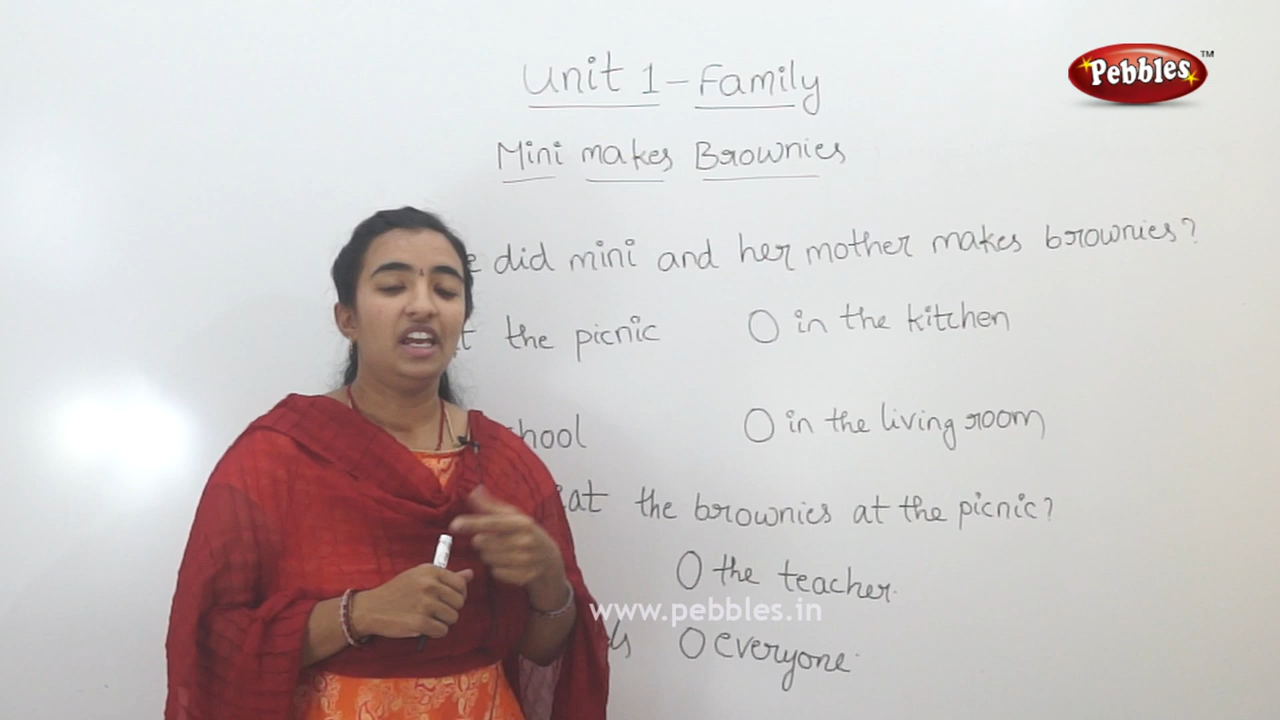 Unit 1 - Family
Pebbles™
Mini makes Brownies
did mini and her mother makes brownies?
the picnic O in the kitchen
O in the living room
the brownies at the picnic?
O the teacher.
www.pebbles.in
O everyone.